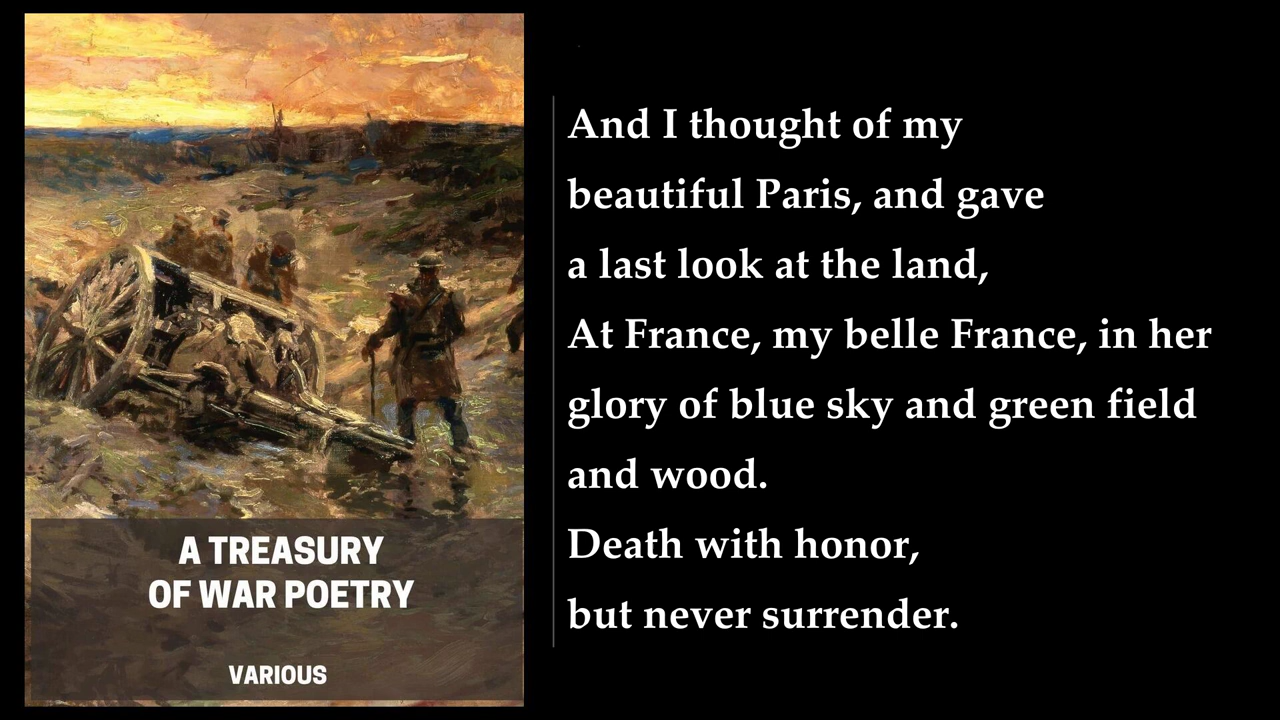 A TREASURY
OF WAR POETRY
VARIOUS
And I thought of my
beautiful Paris, and gave
a last look at the land,
At France, my belle France, in her
glory of blue sky and green field
and wood.
Death with honor,
but never surrender.